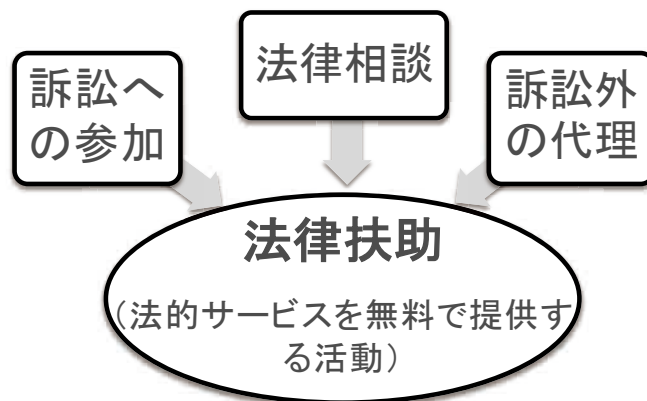 訴訟へ
の参加
法律相談
訴訟外
の代理
法律扶助
（法的サービスを無料で提供す
る活動）